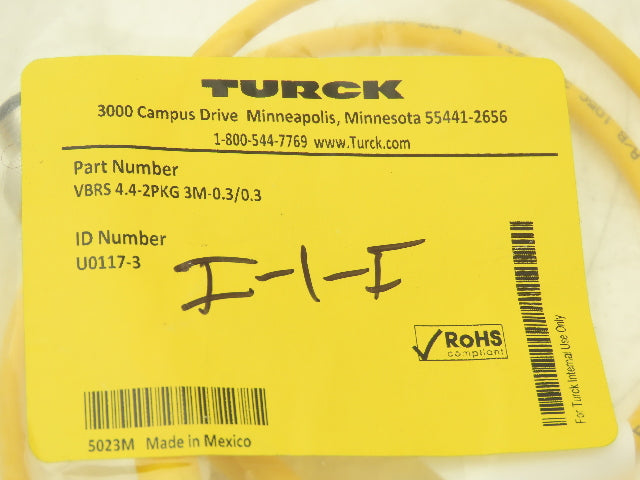 TURCK
3000 Campus Drive Minneapolis, Minnesota 55441-2656
1-800-544-7769 www.Turck.com
Part Number
VBRS 4.4-2PKG 3M-0.3/0.3
ID Number
U0117-3
I-1-I
RoHS
compliant
For Turck Internal Use Only
5023M Made in Mexico
105C